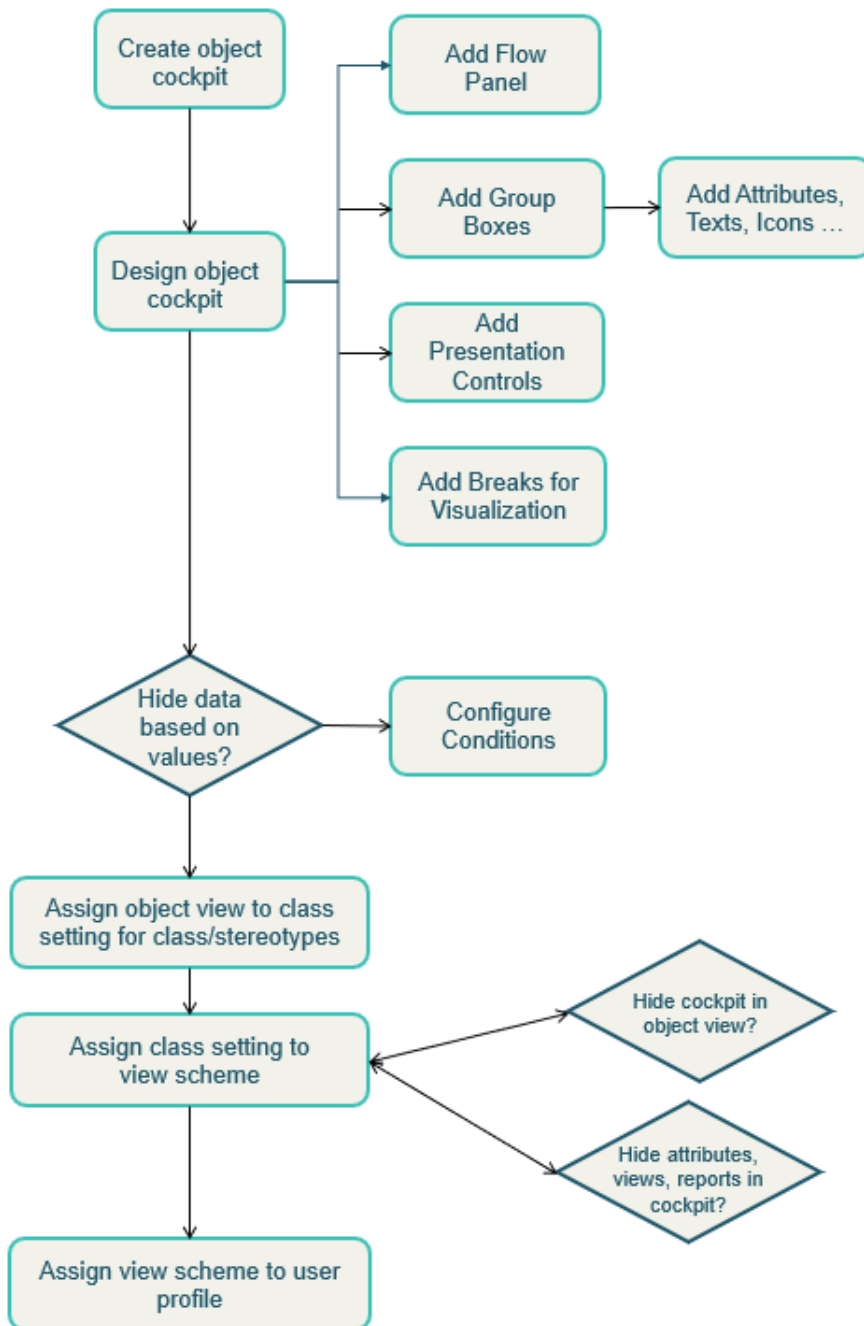 Create object
cockpit
Add Flow
Panel
Add Group
Boxes
Add Attributes,
Texts, Icons ...
Design object
cockpit
Add
Presentation
Controls
Add Breaks for
Visualization
Hide data
based on
values?
Configure
Conditions
Assign object view to class
setting for class/stereotypes
Hide cockpit in
object view?
Assign class setting to
view scheme
Hide attributes,
views, reports in
cockpit?
Assign view scheme to user
profile